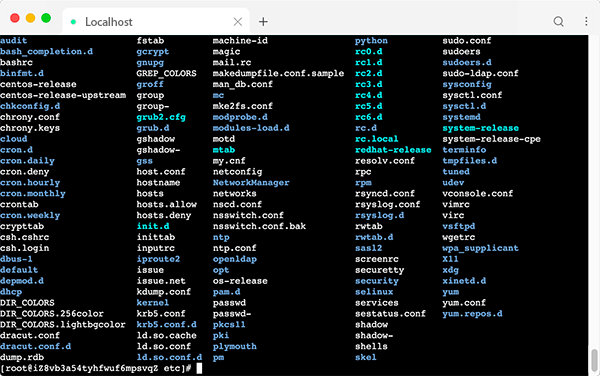 Localhost
audit fstab machine-id python sudo.conf
bash_completion.d gcrypt magic rc0.d sudoers
bashrc gnupg mail.rc rc1.d sudoers.d
binfmt.d GREP_COLORS makedumpfile.conf.sample rc2.d sudo-ldap.conf
centos-release groff man_db.conf rc3.d sysconfig
centos-release-upstream group mc rc4.d sysctl.conf
chkconfig.d group- mke2fs.conf rc5.d sysctl.d
chrony.conf grub2.cfg modprobe.d rc6.d systemd
chrony.keys grub.d modules-load.d rc.d system-release
cloud gshadow motd rc.local system-release-cpe
cron.d gshadow- mtab redhat-release terminfo
cron.daily gss my.cnf resolv.conf tmpfiles.d
cron.deny host.conf netconfig rpc tuned
cron.hourly hostname NetworkManager rpm udev
cron.monthly hosts networks rsyncd.conf vconsole.conf
crontab hosts.allow nscd.conf rsyslog.conf vimrc
cron.weekly hosts.deny nsswitch.conf rsyslog.d virc
crypttab init.d nsswitch.conf.bak rwtab vsftpd
csh.cshrc inittab ntp rwtab.d wgetrc
csh.login inputrc ntp.conf sasl2 wpa_supplicant
dbus-1 iproute2 openldap screenrc X11
default issue opt securetty xdg
depmod.d issue.net os-release security xinetd.d
dhcp kdump.conf pam.d selinux yum
DIR_COLORS kernel passwd services yum.conf
DIR_COLORS.256color krb5.conf passwd- sestatus.conf yum.repos.d
DIR_COLORS.lightbgcolor krb5.conf.d pkcs11 shadow
dracut.conf ld.so.cache pki shadow-
dracut.conf.d ld.so.conf plymouth shells
dump.rdb ld.so.conf.d pm skel
[root@iZ8vb3a54tyhfwuf6mpsvqZ etc]#